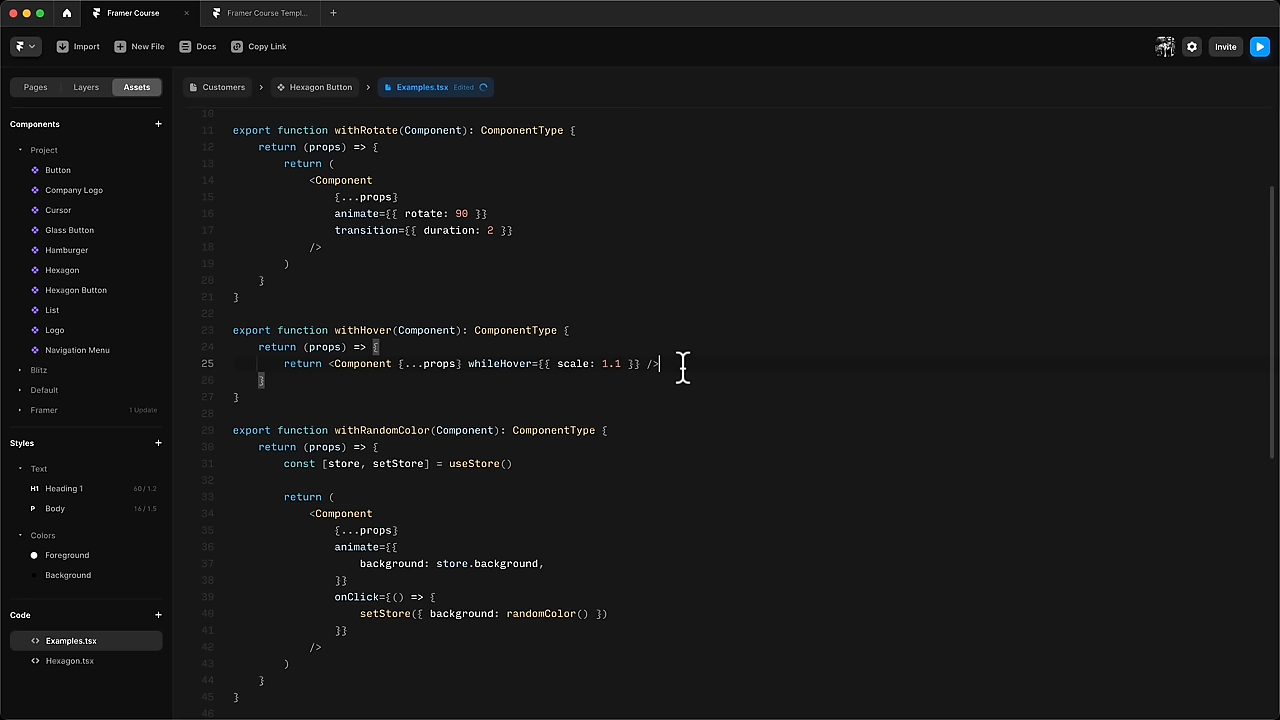 Framer Course
Framer Course Templ...
Import
New File
Docs
Copy Link
Invite
Pages
Layers
Assets
Customers
Hexagon Button
Examples.tsx
Edited
Components
Project
Button
Company Logo
Cursor
Glass Button
Hamburger
Hexagon
Hexagon Button
List
Logo
Navigation Menu
Blitz
Default
Framer
1 Update
Styles
Text
H1 Heading 1 60 / 1.2
P Body 16 / 1.5
Colors
Foreground
Background
Code
<> Examples.tsx
<> Hexagon.tsx
10
11 export function withRotate(Component): ComponentType {
12 return (props) => {
13 return (
14 <Component
15 {...props}
16 animate={{ rotate: 90 }}
17 transition={{ duration: 2 }}
18 />
19 )
20 }
21 }
22
23 export function withHover(Component): ComponentType {
24 return (props) => {
25 return <Component {...props} whileHover={{ scale: 1.1 }} />
26 }
27 }
28
29 export function withRandomColor(Component): ComponentType {
30 return (props) => {
31 const [store, setStore] = useStore()
32
33 return (
34 <Component
35 {...props}
36 animate={{
37 background: store.background,
38 }}
39 onClick={() => {
40 setStore({ background: randomColor() })
41 }}
42 />
43 )
44 }
45 }
46